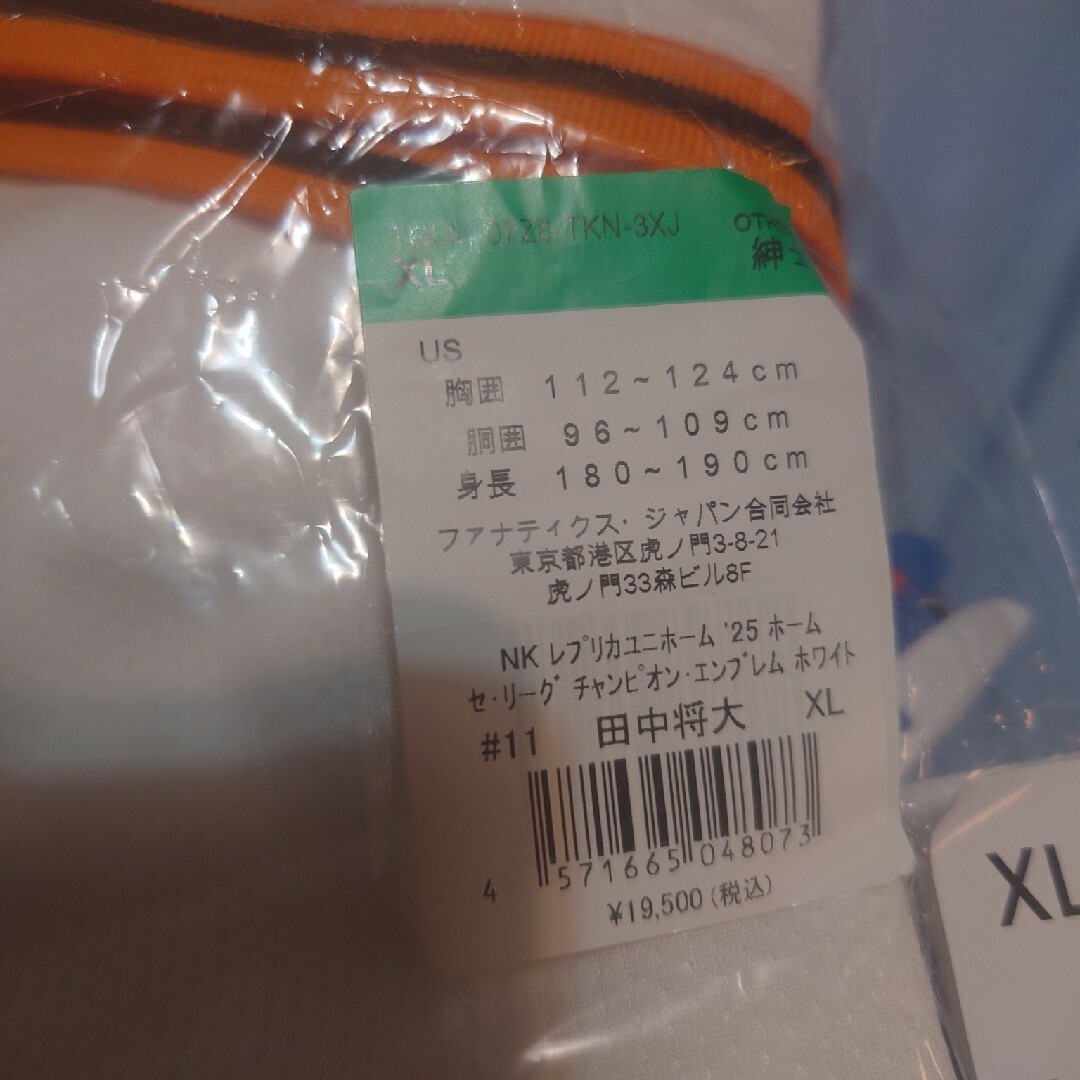 07Z8-TKN-3XJ
XL
紳
US
胸囲 112~124cm
胴囲 96~109cm
身長 180~190cm
ファナティクス・ジャパン合同会社
東京都港区虎ノ門3-8-21
虎ノ門33森ビル8F
NK レプリカユニホーム '25 ホーム
セ・リーグ チャンピオン・エンブレム ホワイト
#11 田中将大 XL
4 571665 048073
¥19,500(税込)
XL